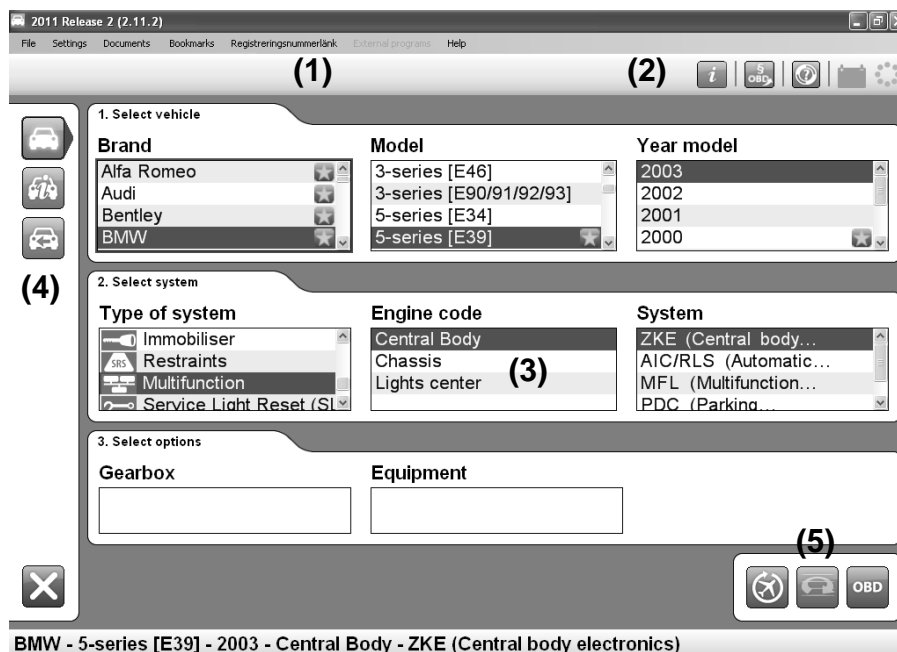 2011 Release 2 (2.11.2)
File Settings Documents Bookmarks Registreringsnummerlänk External programs Help
(1) (2)
i § OBD ?
1. Select vehicle
Brand Model Year model
Alfa Romeo 3-series [E46] 2003
Audi 3-series [E90/91/92/93] 2002
Bentley 5-series [E34] 2001
BMW 5-series [E39] 2000
(4)
2. Select system
Type of system Engine code System
Immobiliser Central Body ZKE (Central body...
SRS Restraints Chassis AIC/RLS (Automatic...
Multifunction Lights center (3) MFL (Multifunction...
Service Light Reset (SL PDC (Parking...
3. Select options
Gearbox Equipment
(5)
OBD
BMW - 5-series [E39] - 2003 - Central Body - ZKE (Central body electronics)